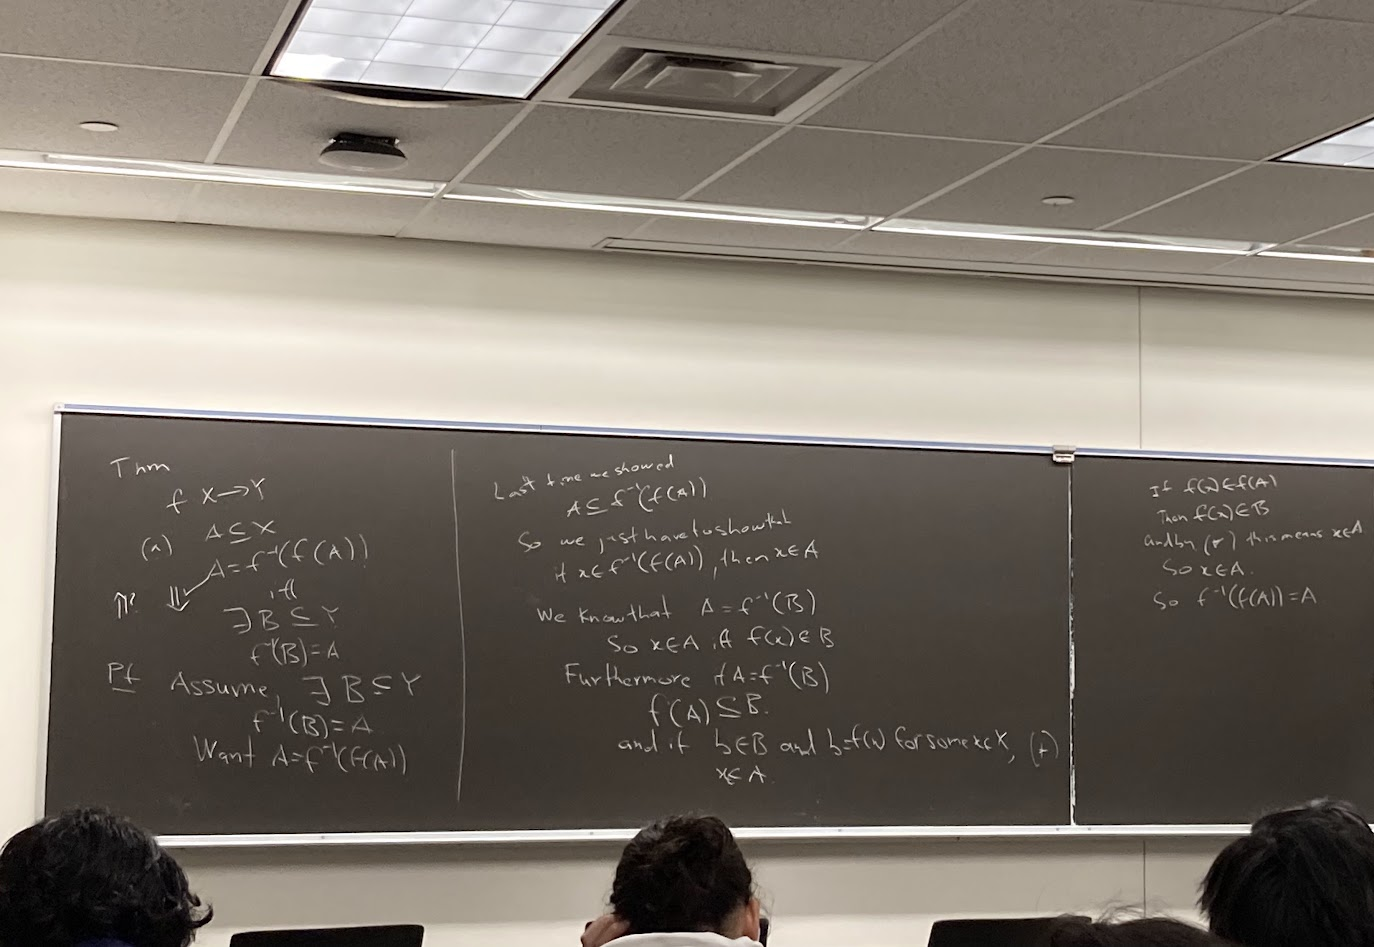 Thm
f X→Y
(a) A⊆X
A=f⁻¹(f(A))
⇑ ⇓ iff
∃B⊆Y
f⁻¹(B)=A
Pf Assume, ∃B⊆Y
f⁻¹(B)=A
Want A=f⁻¹(f(A))
Last time we showed
A⊆f⁻¹(f(A))
So we just have to show that
if x∈f⁻¹(f(A)), then x∈A
We know that A=f⁻¹(B)
So x∈A if f(x)∈B
Furthermore if A=f⁻¹(B)
f(A)⊆B.
and if b∈B and b=f(x) for some x∈X,
x∈A.
If f(x)∈f(A)
Then f(x)∈B
and by this means x∈A
So x∈A.
So f⁻¹(f(A))=A